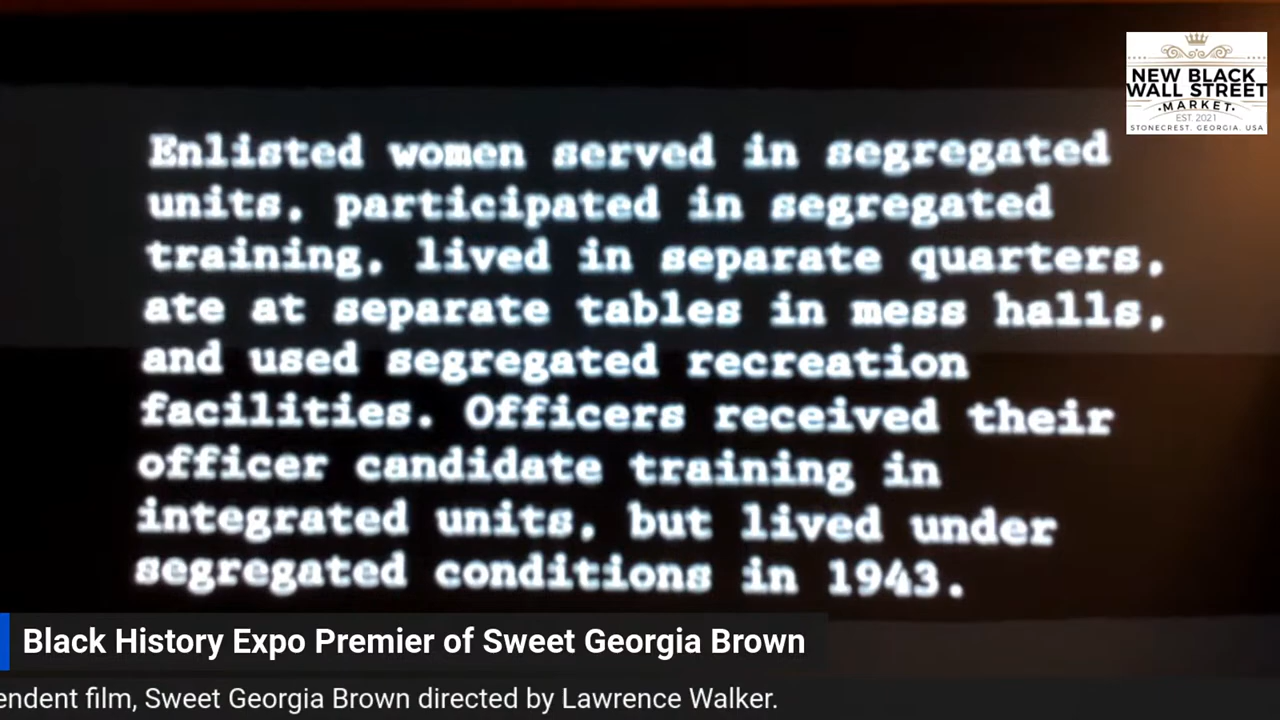 NEW BLACK
WALL STREET
MARKET
EST. 2021
STONECREST, GEORGIA, USA
Enlisted women served in segregated
units, participated in segregated
training, lived in separate quarters,
ate at separate tables in mess halls,
and used segregated recreation
facilities. Officers received their
officer candidate training in
integrated units, but lived under
segregated conditions in 1943.
Black History Expo Premier of Sweet Georgia Brown
endent film, Sweet Georgia Brown directed by Lawrence Walker.